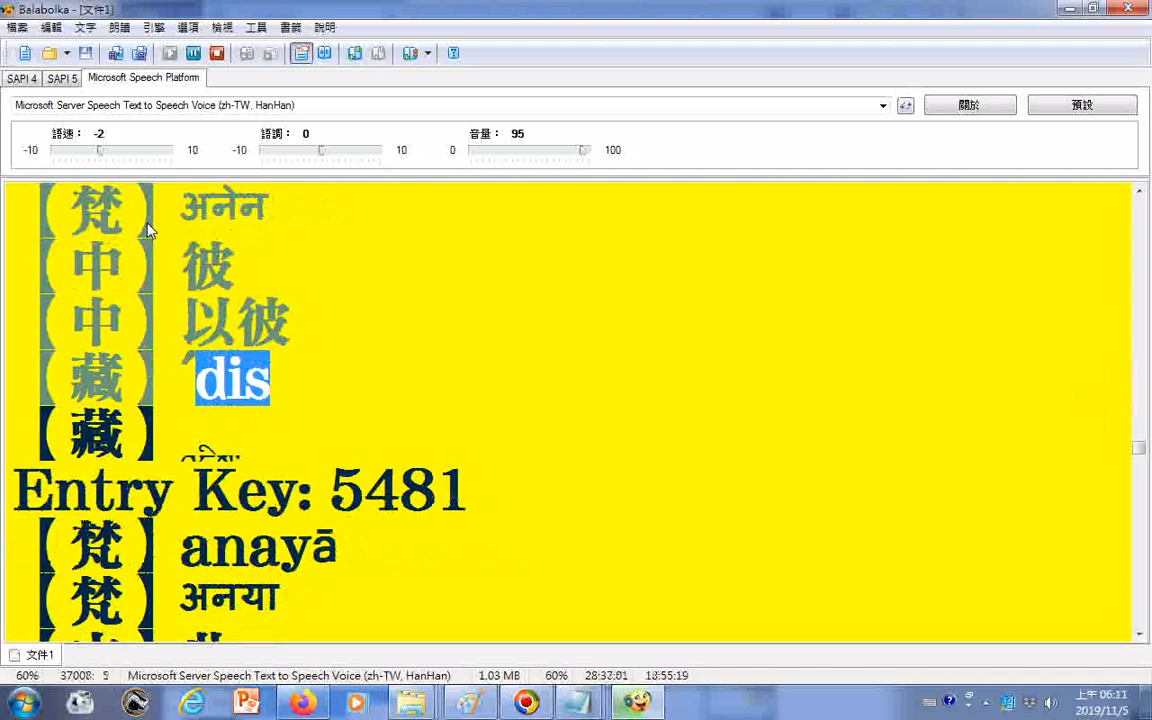 Balabolka - [文件1]
檔案 編輯 文字 朗讀 引擎 選項 檢視 工具 書籤 說明
SAPI 4 SAPI 5 Microsoft Speech Platform
Microsoft Server Speech Text to Speech Voice (zh-TW, HanHan) 關於 預設
語速： -2 語調： 0 音量： 95
-10 10 -10 10 0 100
【梵】 अनेन
【中】 彼
【中】 以彼
【藏】 ḥdis
【藏】
Entry Key: 5481
【梵】 anayā
【梵】 अनया
文件1
60% Microsoft Server Speech Text to Speech Voice (zh-TW, HanHan) 1.03 MB 60% 28:37:01 18:55:19
上午 06:11
2019/11/5